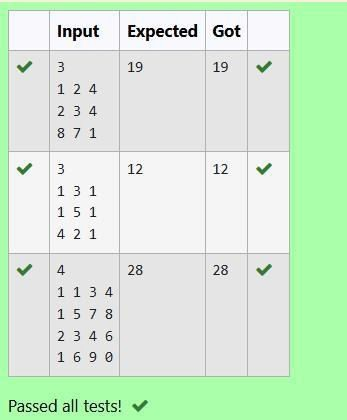 Input Expected Got
3 19 19
1 2 4
2 3 4
8 7 1
3 12 12
1 3 1
1 5 1
4 2 1
4 28 28
1 1 3 4
1 5 7 8
2 3 4 6
1 6 9 0
Passed all tests!